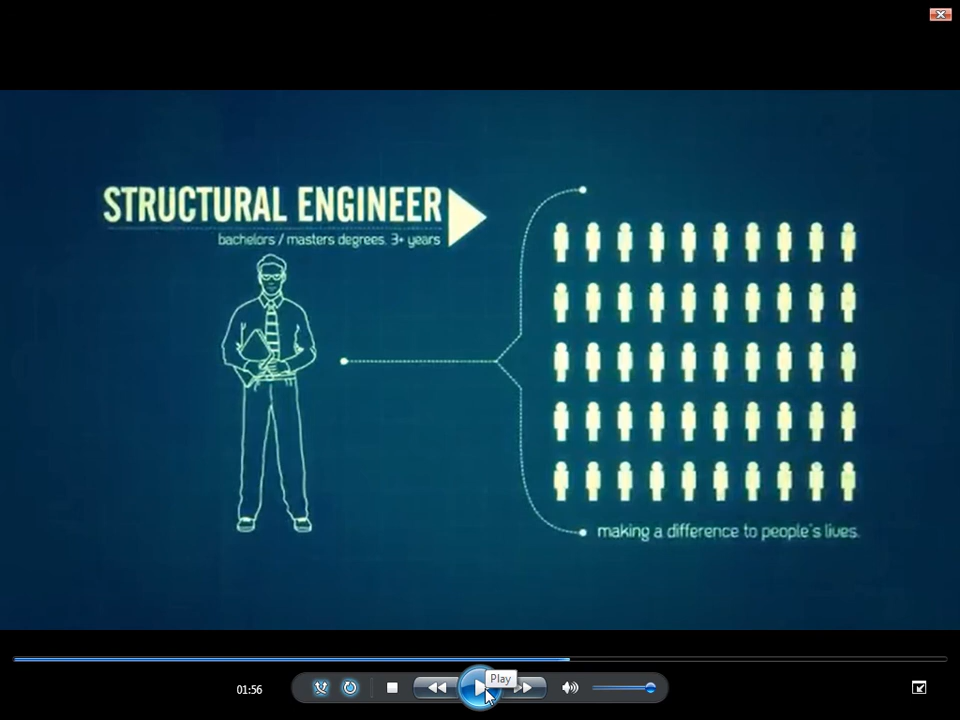 STRUCTURAL ENGINEER
bachelors / masters degrees. 3+ years
making a difference to people's lives.
Play
01:56